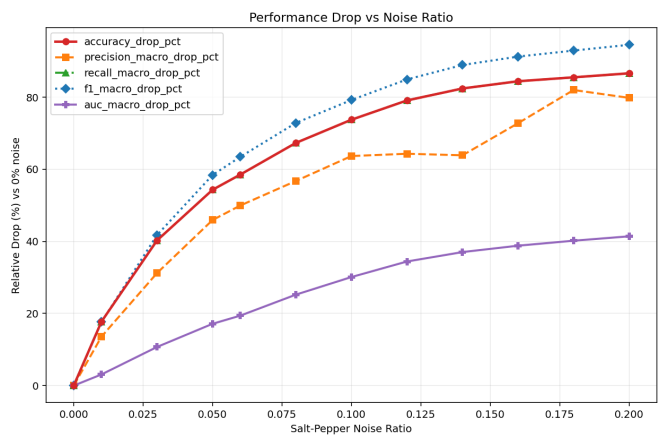 Performance Drop vs Noise Ratio
accuracy_drop_pct
precision_macro_drop_pct
recall_macro_drop_pct
f1_macro_drop_pct
auc_macro_drop_pct
Relative Drop (%) vs 0% noise
80
60
40
20
0
0.000 0.025 0.050 0.075 0.100 0.125 0.150 0.175 0.200
Salt-Pepper Noise Ratio